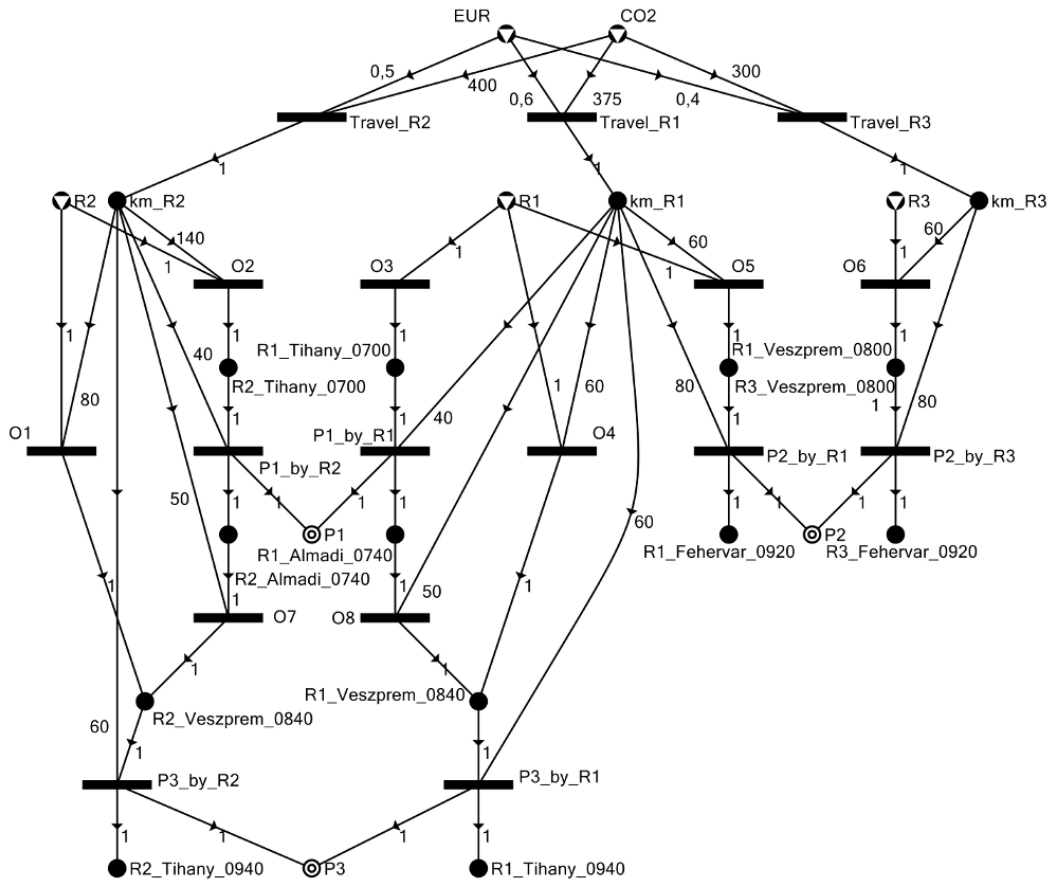 EUR CO2
0,5 400 0,6 375 0,4 300
Travel_R2 Travel_R1 Travel_R3
1 1 1
R2 km_R2 R1 km_R1 R3 km_R3
140 60 60
1 1 1
O2 O3 O5 O6
1 1 1 1 1
R1_Tihany_0700 R1_Veszprem_0800
40
R2_Tihany_0700 R3_Veszprem_0800
80 1 60 1 80
1 1 40 1 80
O1 P1_by_R1 O4
P1_by_R2 P2_by_R1 P2_by_R3
50 1 1 1 1 1 1 1 1
60
P1 P2
R1_Almadi_0740 R1_Fehervar_0920 R3_Fehervar_0920
R2_Almadi_0740
1 1 1 50 1
O7 O8
1 1
R1_Veszprem_0840
R2_Veszprem_0840
60 1 1
P3_by_R2 P3_by_R1
1 1 1 1
R2_Tihany_0940 P3 R1_Tihany_0940